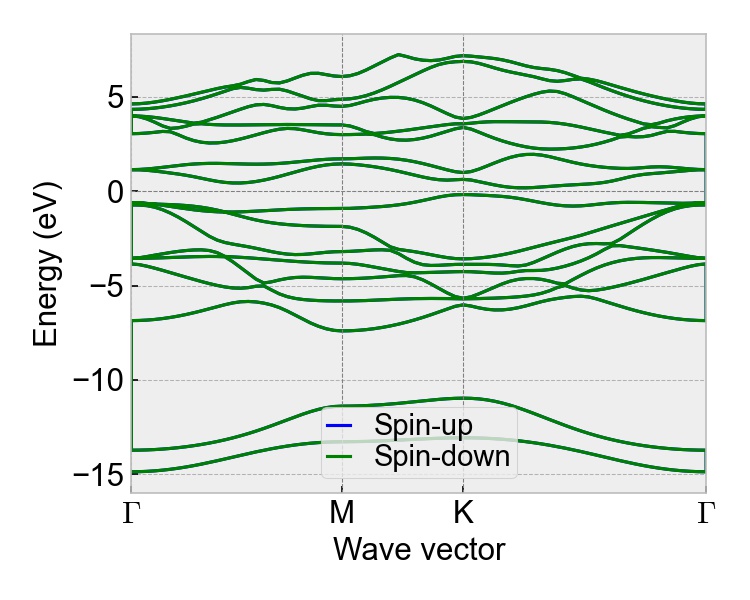 Energy (eV)
5
0
−5
−10
−15
Spin-up
Spin-down
Γ M K Γ
Wave vector